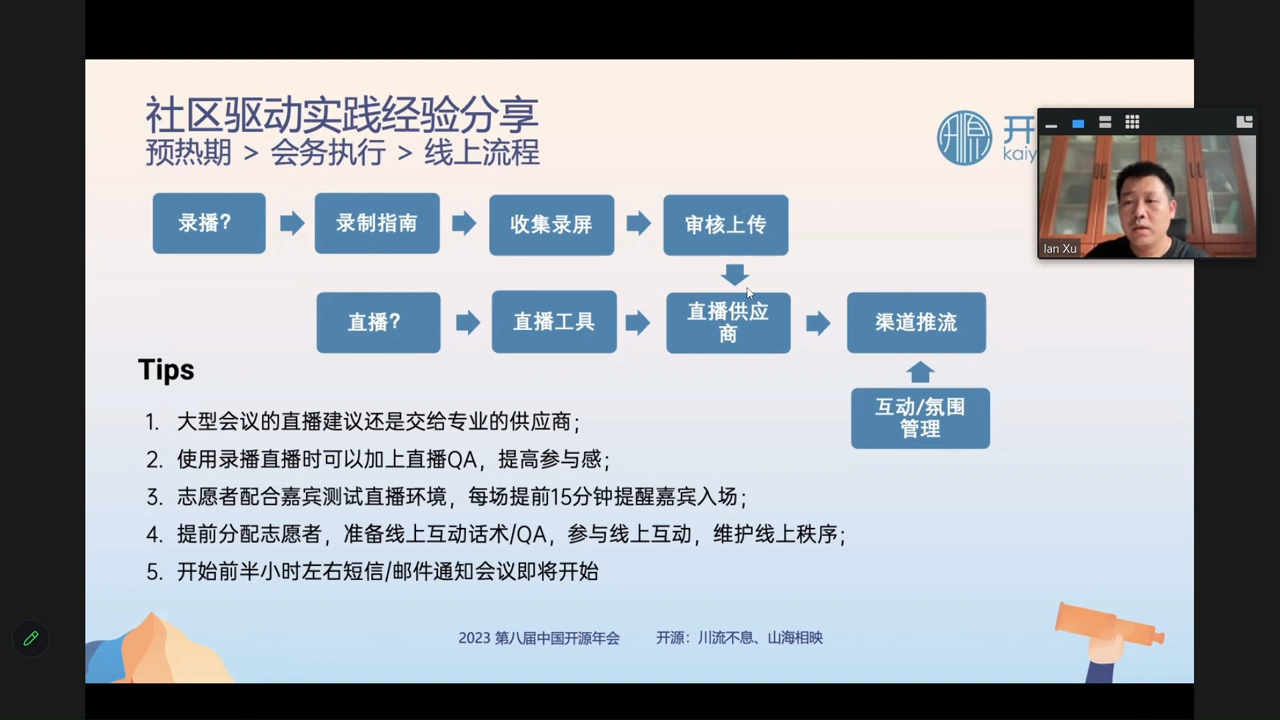 社区驱动实践经验分享
预热期 > 会务执行 > 线上流程
开
kaiy
Ian Xu
录播?
录制指南
收集录屏
审核上传
直播?
直播工具
直播供应
商
渠道推流
互动/氛围
管理
Tips
1. 大型会议的直播建议还是交给专业的供应商;
2. 使用录播直播时可以加上直播QA，提高参与感;
3. 志愿者配合嘉宾测试直播环境，每场提前15分钟提醒嘉宾入场;
4. 提前分配志愿者，准备线上互动话术/QA，参与线上互动，维护线上秩序;
5. 开始前半小时左右短信/邮件通知会议即将开始
2023 第八届中国开源年会 开源：川流不息、山海相映